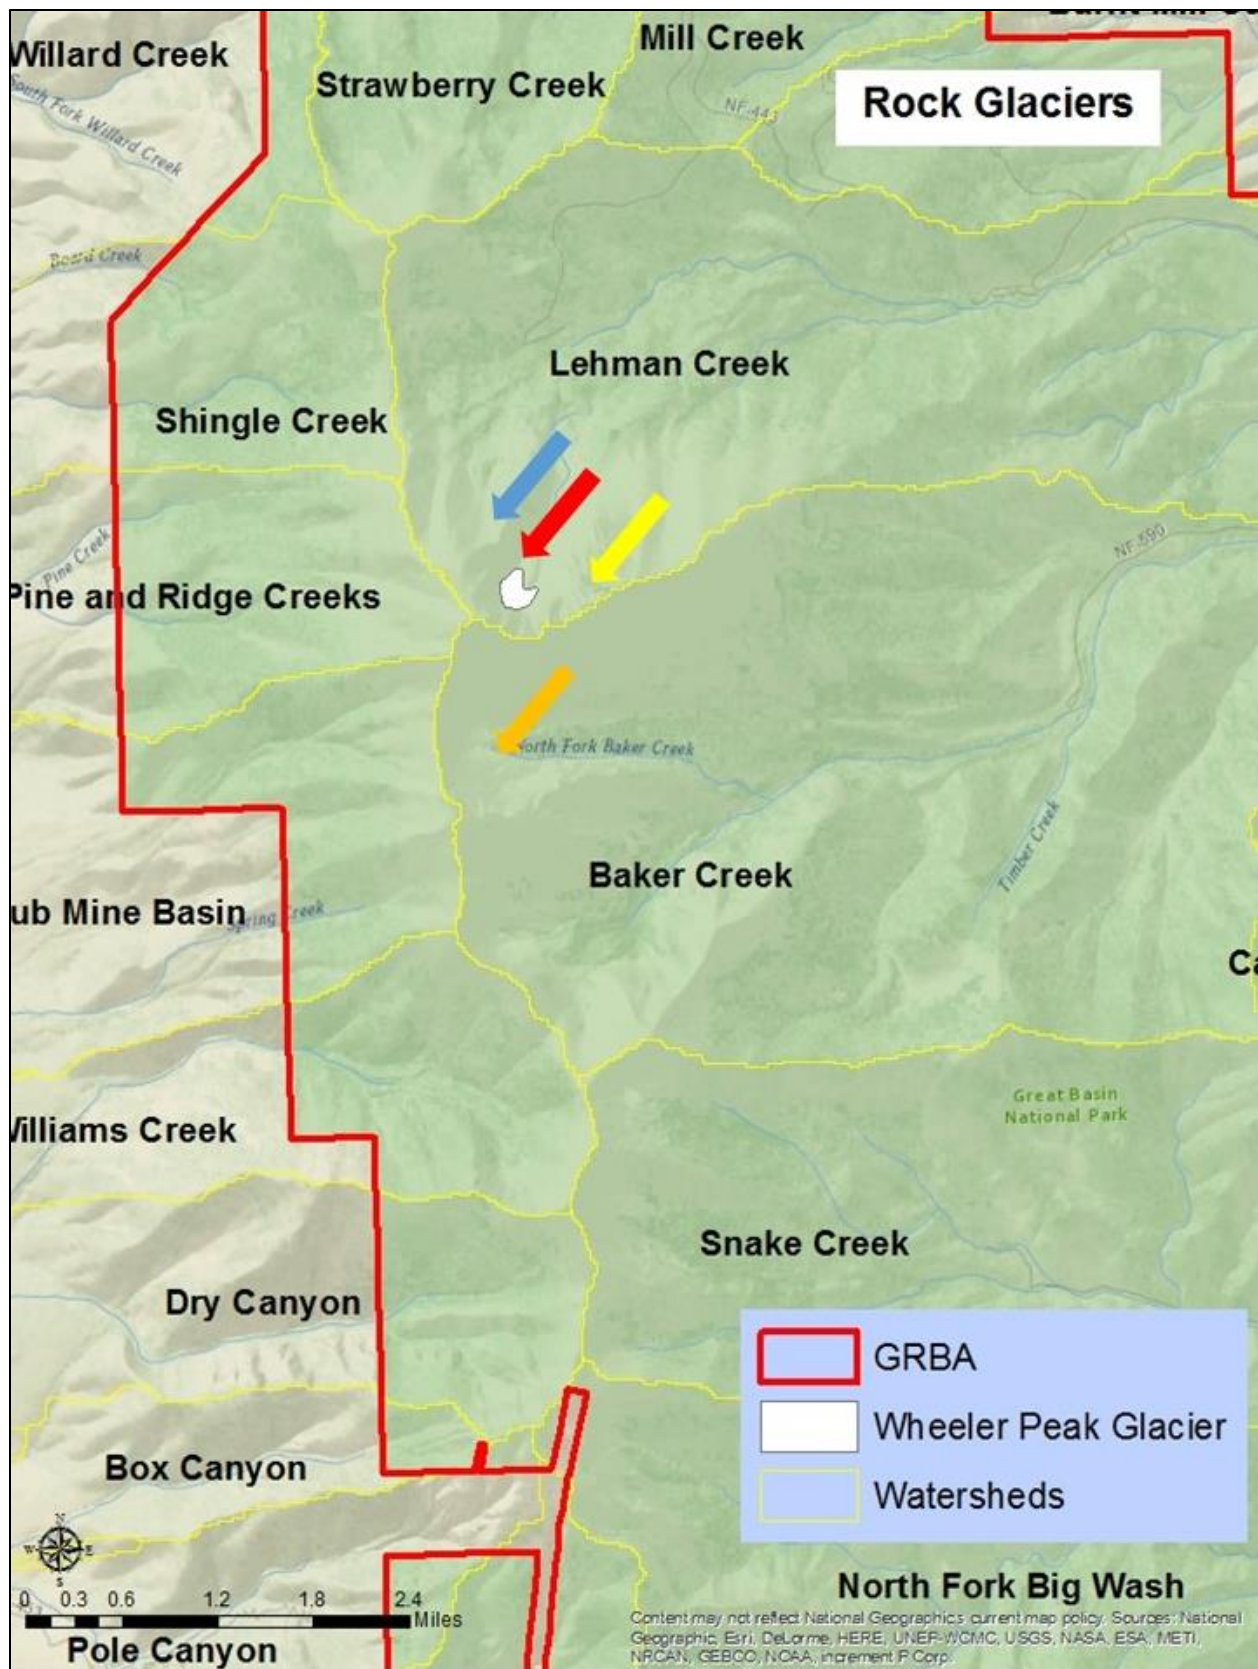 Willard Creek
South Fork Willard Creek
Strawberry Creek
Mill Creek
NF-443
Rock Glaciers
Board Creek
Lehman Creek
Shingle Creek
Pine Creek
Pine and Ridge Creeks
NF-590
North Fork Baker Creek
Baker Creek
Timber Creek
ub Mine Basin
Spring Creek
Ca
Great Basin
National Park
Williams Creek
Snake Creek
Dry Canyon
GRBA
Wheeler Peak Glacier
Watersheds
Box Canyon
N
W E
S
0 0.3 0.6 1.2 1.8 2.4
Miles
Pole Canyon
North Fork Big Wash
Content may not reflect National Geographic's current map policy. Sources: National
Geographic, Esri, DeLorme, HERE, UNEP-WCMC, USGS, NASA, ESA, METI,
NRCAN, GEBCO, NOAA, increment P Corp.